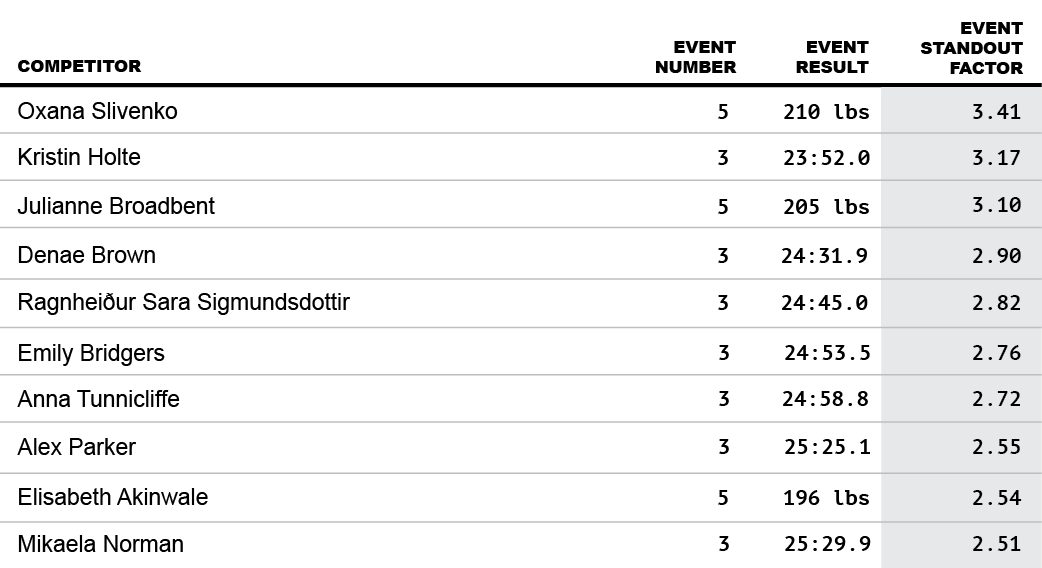 COMPETITOR EVENT NUMBER EVENT RESULT EVENT STANDOUT FACTOR
Oxana Slivenko 5 210 lbs 3.41
Kristin Holte 3 23:52.0 3.17
Julianne Broadbent 5 205 lbs 3.10
Denae Brown 3 24:31.9 2.90
Ragnheiður Sara Sigmundsdottir 3 24:45.0 2.82
Emily Bridgers 3 24:53.5 2.76
Anna Tunnicliffe 3 24:58.8 2.72
Alex Parker 3 25:25.1 2.55
Elisabeth Akinwale 5 196 lbs 2.54
Mikaela Norman 3 25:29.9 2.51